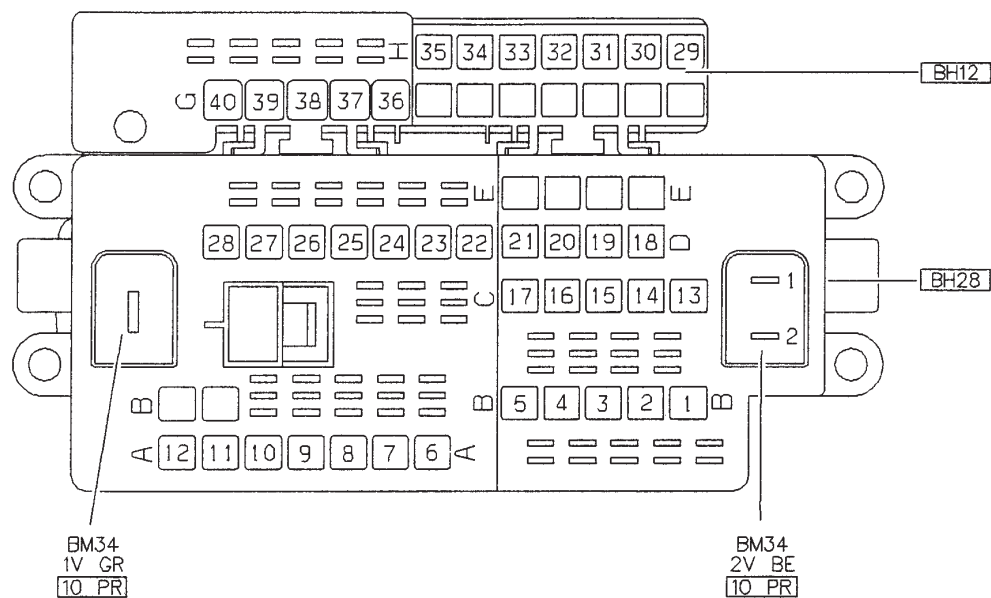 H 35 34 33 32 31 30 29
BH12
G 40 39 38 37 36
E E
28 27 26 25 24 23 22 21 20 19 18 D
1
BH28
C 17 16 15 14 13
2
B B 5 4 3 2 1 B
A 12 11 10 9 8 7 6 A
BM34
1V GR
10 PR
BM34
2V BE
10 PR